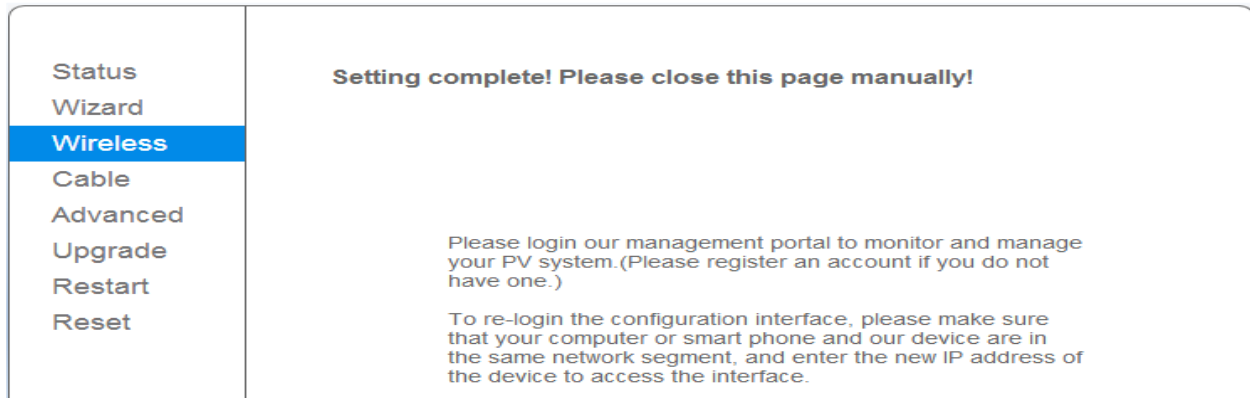 Status
Wizard
Wireless
Cable
Advanced
Upgrade
Restart
Reset
Setting complete! Please close this page manually!
Please login our management portal to monitor and manage
your PV system.(Please register an account if you do not
have one.)
To re-login the configuration interface, please make sure
that your computer or smart phone and our device are in
the same network segment, and enter the new IP address of
the device to access the interface.